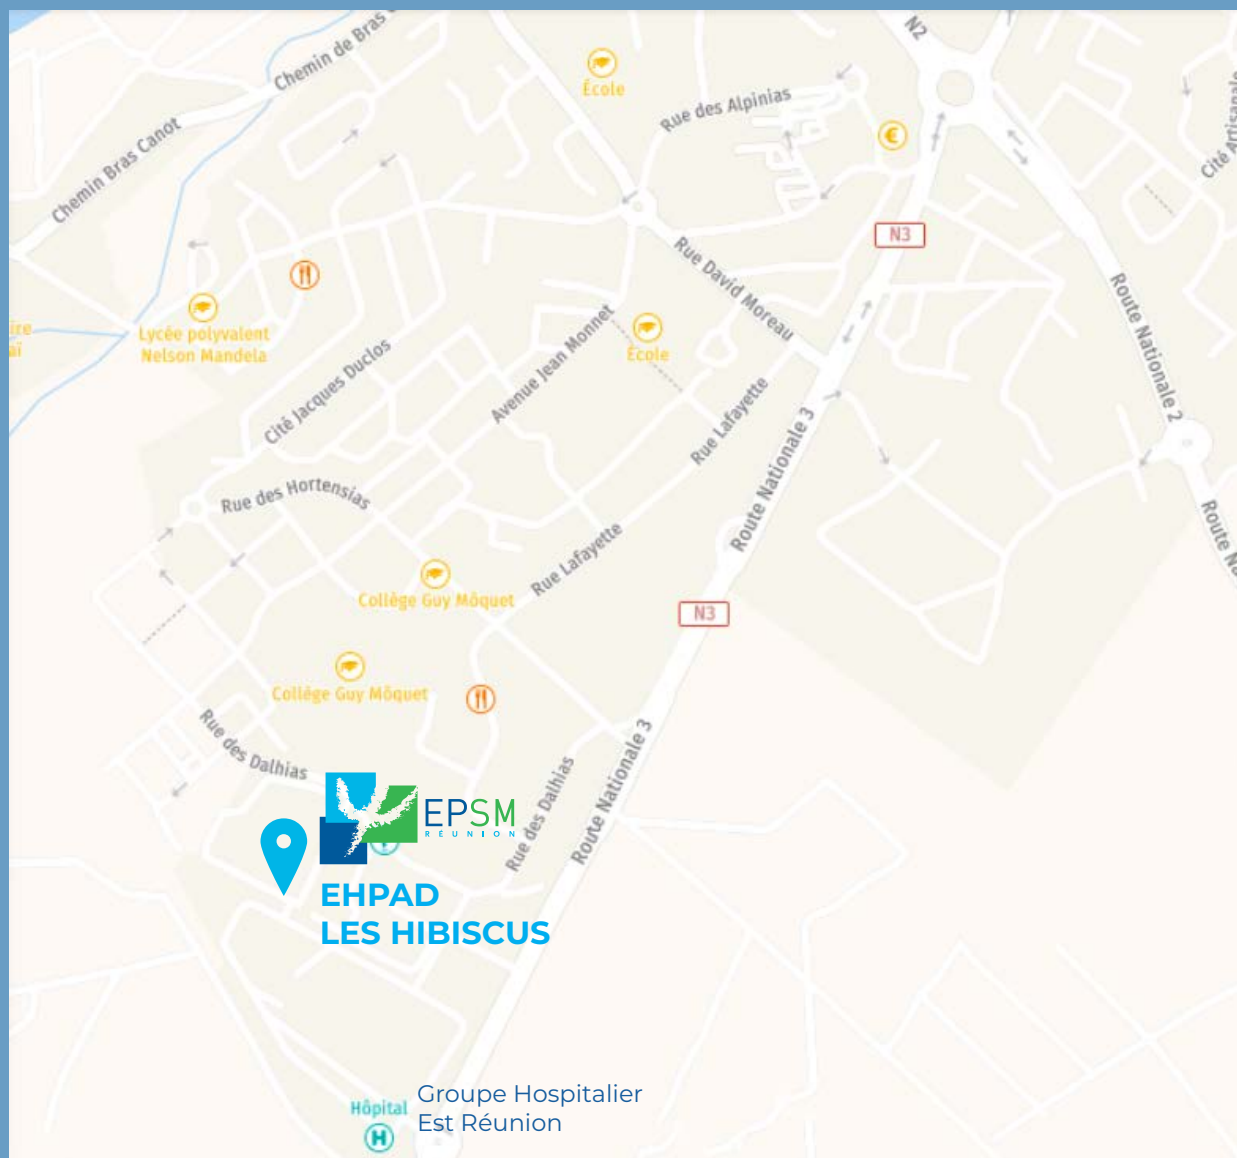 N2
Chemin de Bras
École
Rue des Alpinias
€
Cité Artisanale
Chemin Bras Canot
N3
Rue David Moreau
Route Nationale 2
Lycée polyvalent
Nelson Mandela
École
Avenue Jean Monnet
Cité Jacques Duclos
Rue Lafayette
Route Nationale 3
Rue des Hortensias
Route
Rue Lafayette
Collège Guy Môquet
N3
Collège Guy Môquet
Rue des Dalhias
Route Nationale 3
Rue des Dalhias
EPSM
RÉUNION
EHPAD
LES HIBISCUS
Groupe Hospitalier
Est Réunion
Hôpital
H